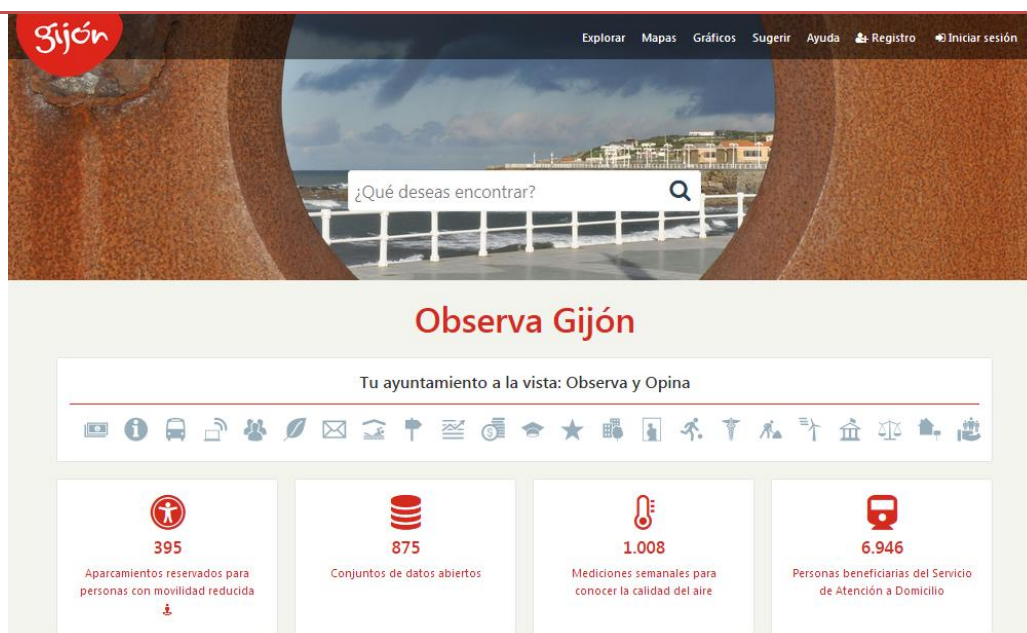 gijón
Explorar Mapas Gráficos Sugerir Ayuda Registro Iniciar sesión
¿Qué deseas encontrar?
Observa Gijón
Tu ayuntamiento a la vista: Observa y Opina
395
Aparcamientos reservados para
personas con movilidad reducida
875
Conjuntos de datos abiertos
1.008
Mediciones semanales para
conocer la calidad del aire
6.946
Personas beneficiarias del Servicio
de Atención a Domicilio